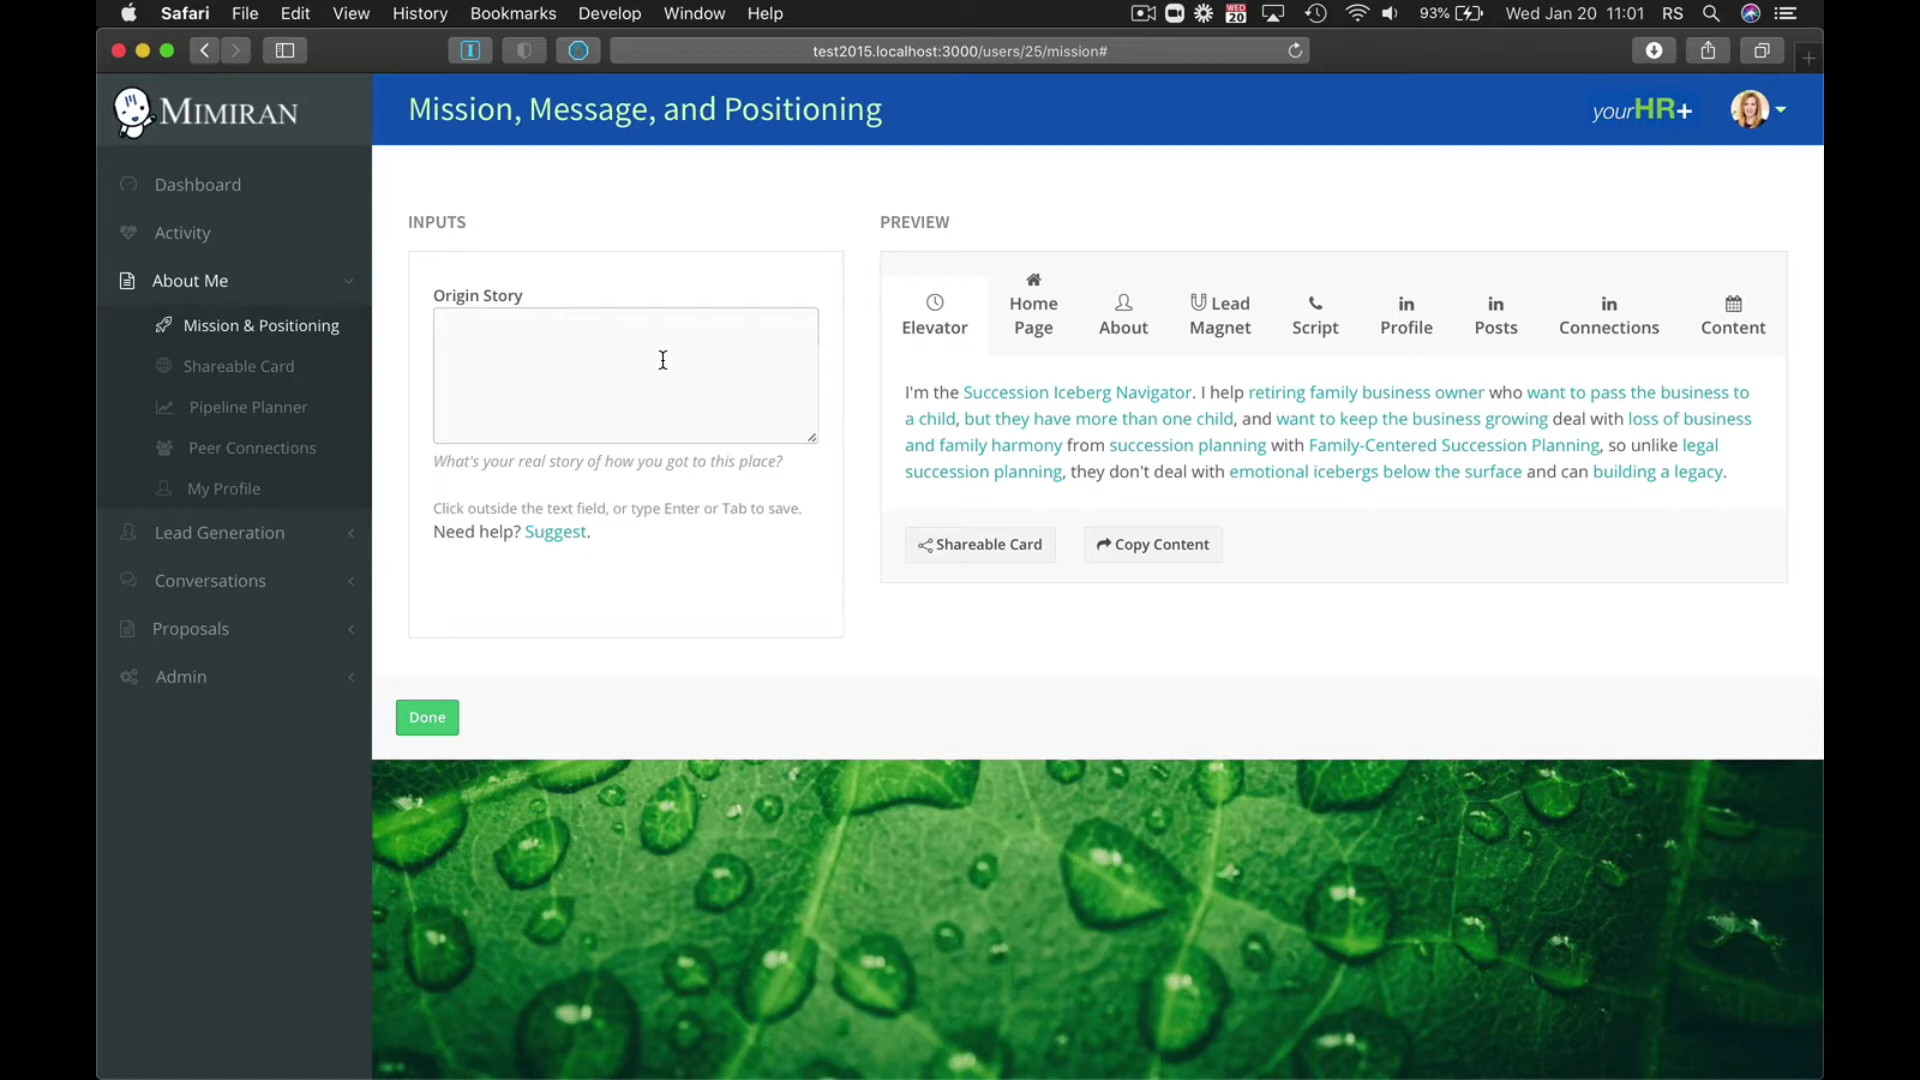 Safari File Edit View History Bookmarks Develop Window Help
WED 20
93%
Wed Jan 20 11:01 RS
test2015.localhost:3000/users/25/mission#
MIMIRAN
Mission, Message, and Positioning
yourHR+
Dashboard
Activity
About Me
Mission & Positioning
Shareable Card
Pipeline Planner
Peer Connections
My Profile
Lead Generation
Conversations
Proposals
Admin
INPUTS
Origin Story
What's your real story of how you got to this place?
Click outside the text field, or type Enter or Tab to save.
Need help? Suggest.
Done
PREVIEW
Elevator
Home Page
About
Lead Magnet
Script
in Profile
in Posts
in Connections
Content
I'm the Succession Iceberg Navigator. I help retiring family business owner who want to pass the business to
a child, but they have more than one child, and want to keep the business growing deal with loss of business
and family harmony from succession planning with Family-Centered Succession Planning, so unlike legal
succession planning, they don't deal with emotional icebergs below the surface and can building a legacy.
Shareable Card
Copy Content